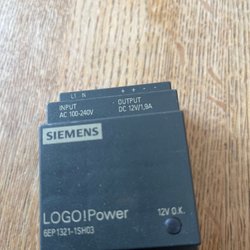 L1 N + + - -
INPUT OUTPUT
AC 100-240V DC 12V/1,9A
SIEMENS
LOGO!Power 12V O.K.
6EP1321-1SH03